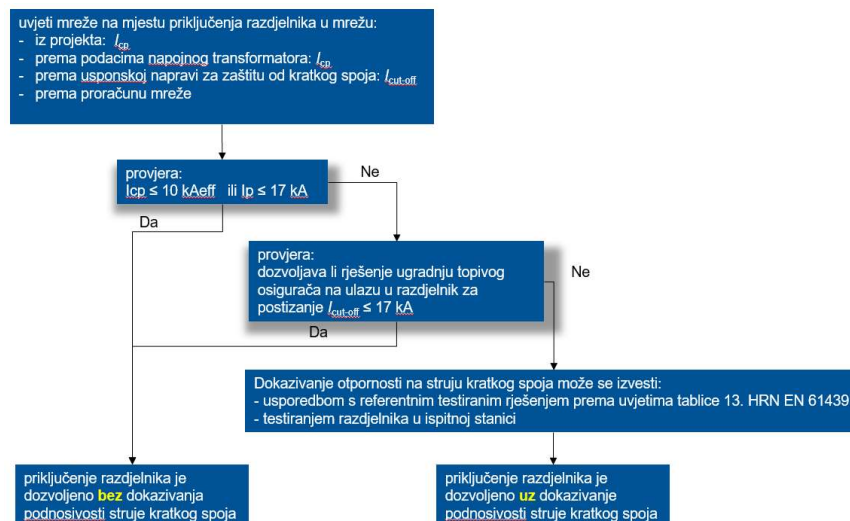 uvjeti mreže na mjestu priključenja razdjelnika u mrežu:
- iz projekta: Icp
- prema podacima napojnog transformatora: Icp
- prema usponskoj napravi za zaštitu od kratkog spoja: Icut-off
- prema proračunu mreže
provjera:
Icp ≤ 10 kAeff ili Ip ≤ 17 kA
Ne
Da
provjera:
dozvoljava li rješenje ugradnju topivog
osigurača na ulazu u razdjelnik za
postizanje Icut-off ≤ 17 kA
Ne
Da
Dokazivanje otpornosti na struju kratkog spoja može se izvesti:
- usporedbom s referentnim testiranim rješenjem prema uvjetima tablice 13. HRN EN 61439
- testiranjem razdjelnika u ispitnoj stanici
priključenje razdjelnika je
dozvoljeno bez dokazivanja
podnosivosti struje kratkog spoja
priključenje razdjelnika je
dozvoljeno uz dokazivanje
podnosivosti struje kratkog spoja